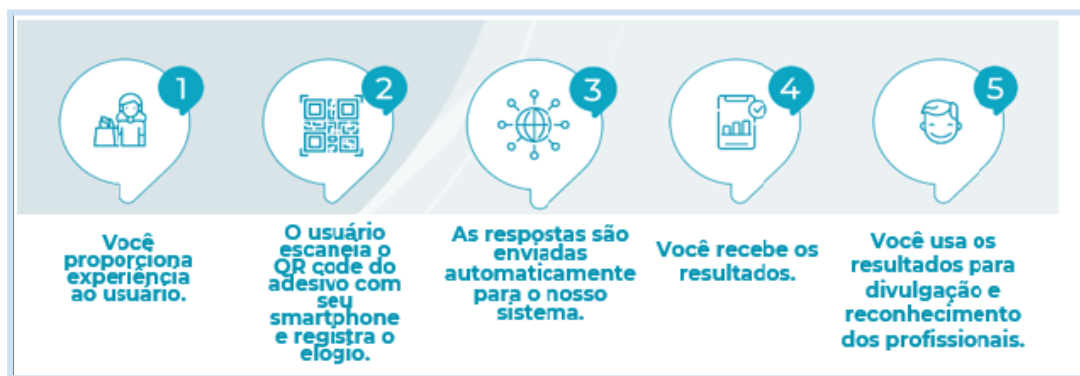 1
Você
proporciona
experiência
ao usuário.
2
O usuário
escaneia o
QR code do
adesivo com
seu
smartphone
e registra o
elogio.
3
As respostas são
enviadas
automaticamente
para o nosso
sistema.
4
Você recebe os
resultados.
5
Você usa os
resultados para
divulgação e
reconhecimento
dos profissionais.